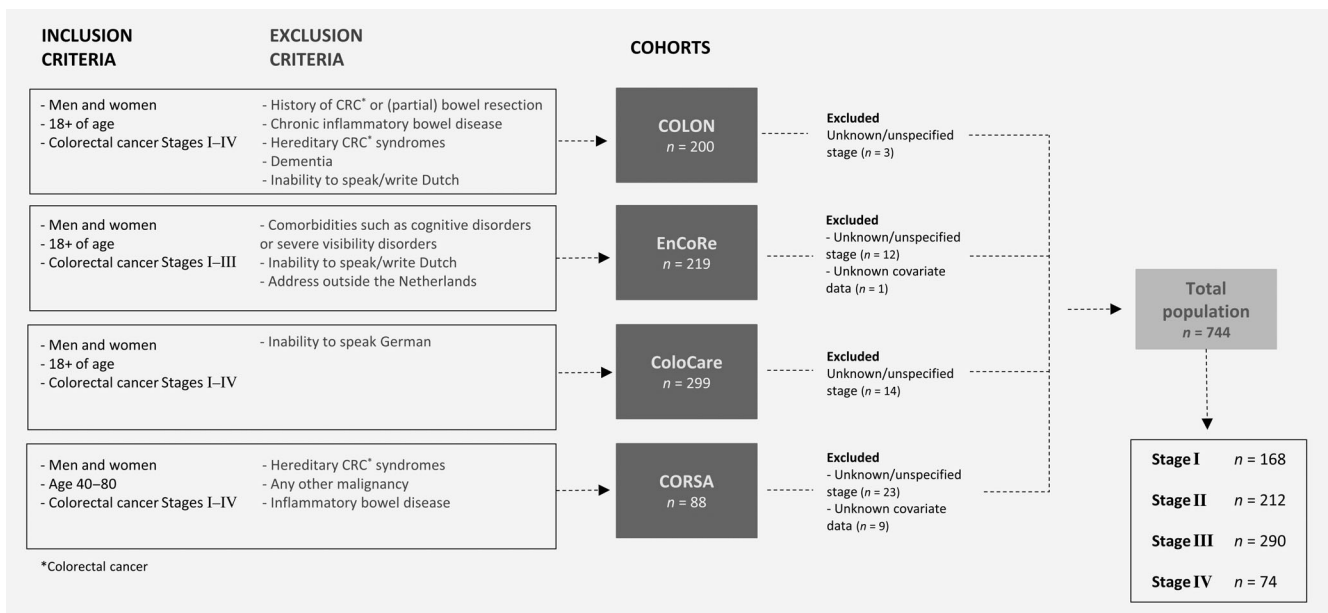 INCLUSION
CRITERIA
EXCLUSION
CRITERIA
COHORTS
- Men and women
- 18+ of age
- Colorectal cancer Stages I–IV
- History of CRC* or (partial) bowel resection
- Chronic inflammatory bowel disease
- Hereditary CRC* syndromes
- Dementia
- Inability to speak/write Dutch
COLON
n = 200
Excluded
Unknown/unspecified
stage (n = 3)
- Men and women
- 18+ of age
- Colorectal cancer Stages I–III
- Comorbidities such as cognitive disorders
or severe visibility disorders
- Inability to speak/write Dutch
- Address outside the Netherlands
EnCoRe
n = 219
Excluded
- Unknown/unspecified
stage (n = 12)
- Unknown covariate
data (n = 1)
- Men and women
- 18+ of age
- Colorectal cancer Stages I–IV
- Inability to speak German
ColoCare
n = 299
Excluded
Unknown/unspecified
stage (n = 14)
- Men and women
- Age 40–80
- Colorectal cancer Stages I–IV
- Hereditary CRC* syndromes
- Any other malignancy
- Inflammatory bowel disease
CORSA
n = 88
Excluded
- Unknown/unspecified
stage (n = 23)
- Unknown covariate
data (n = 9)
Total
population
n = 744
Stage I n = 168
Stage II n = 212
Stage III n = 290
Stage IV n = 74
*Colorectal cancer